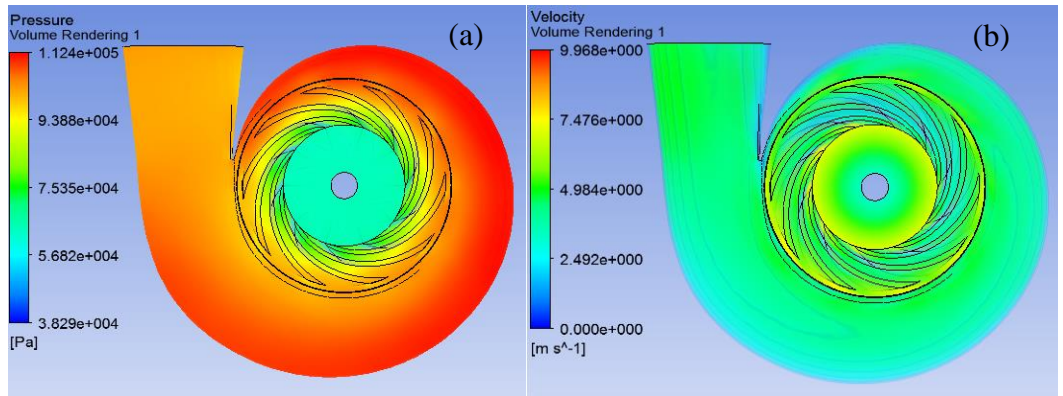 Pressure
Volume Rendering 1
(a)
1.124e+005
9.388e+004
7.535e+004
5.682e+004
3.829e+004
[Pa]
Velocity
Volume Rendering 1
(b)
9.968e+000
7.476e+000
4.984e+000
2.492e+000
0.000e+000
[m s^-1]